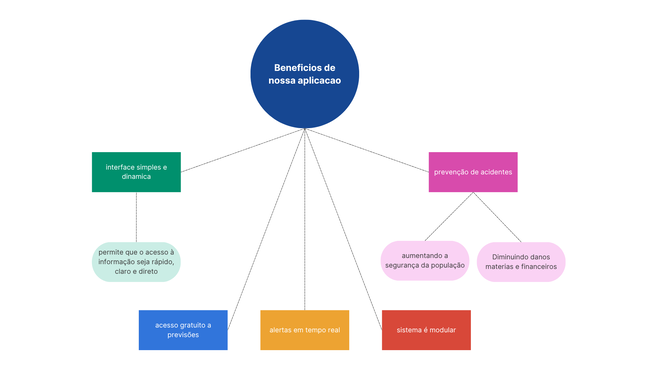 Beneficios de
nossa aplicacao
interface simples e
dinamica
prevenção de acidentes
permite que o acesso à
informação seja rápido,
claro e direto
aumentando a
segurança da população
Diminuindo danos
materias e financeiros
acesso gratuito a
previsões
alertas em tempo real
sistema é modular